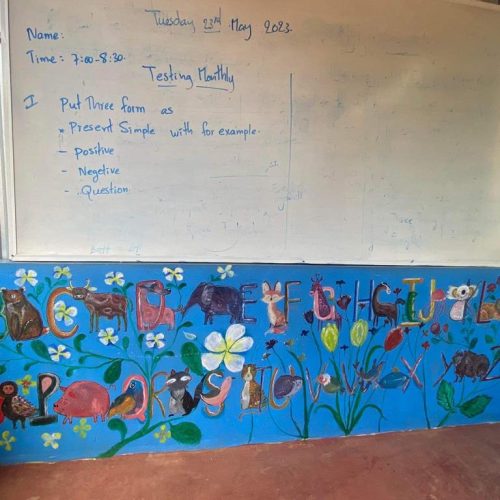 Tuesday 23rd May 2023.
Name:
Time: 7:00-8:30.
Testing Monthly
I Put Three form as
* Present Simple with for example.
- Positive
- Negetive
- Question
C D E F G H I J L
P Q R S T U V W X Y Z